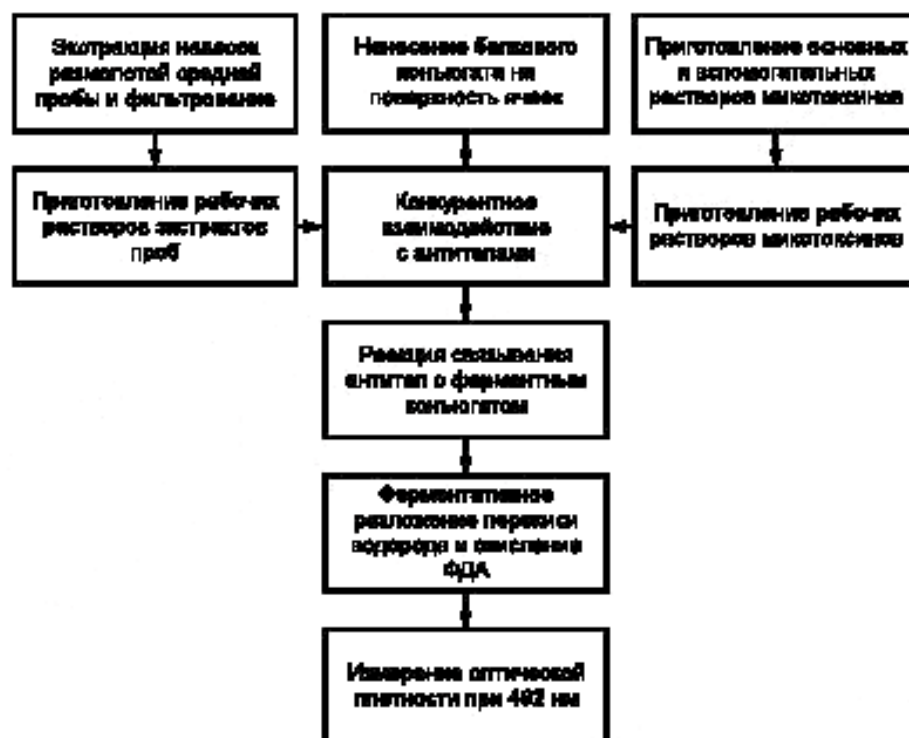 Экстракция навесок
размолотой средней
пробы и фильтрование
Нанесение белкового
конъюгата на
поверхность ячеек
Приготовление основных
и вспомогательных
растворов микотоксинов
Приготовление рабочих
растворов экстрактов
проб
Конкурентное
взаимодействие
с антителами
Приготовление рабочих
растворов микотоксинов
Реакция связывания
антител с ферментным
конъюгатом
Ферментативное
разложение перекиси
водорода и окисление
ФДА
Измерение оптической
плотности при 492 нм